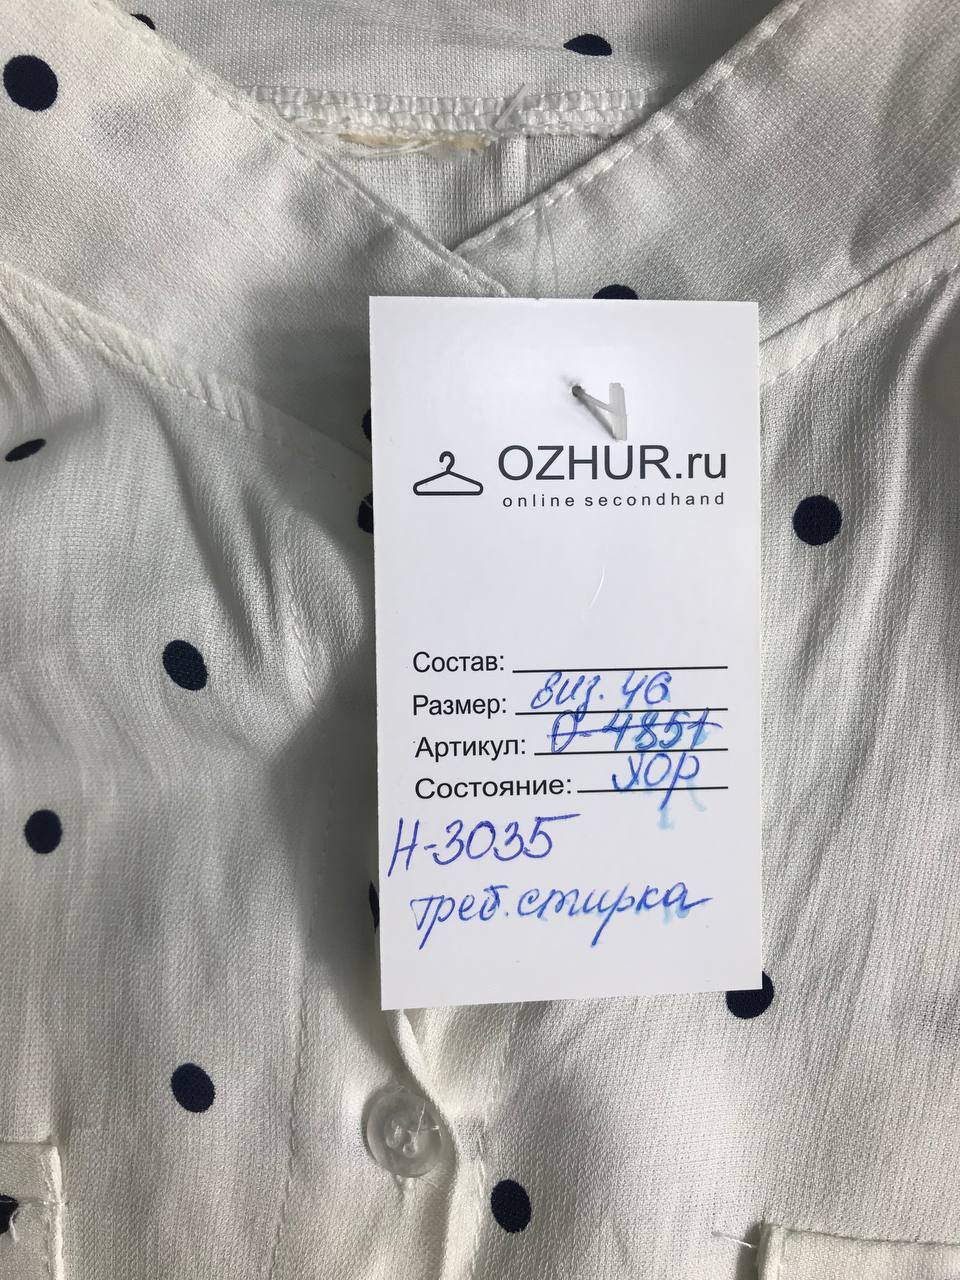 OZHUR.ru
online secondhand
Состав:
Размер: виз. 46
Артикул: 0-4851
Состояние: хор
Н-3035
треб. стирка